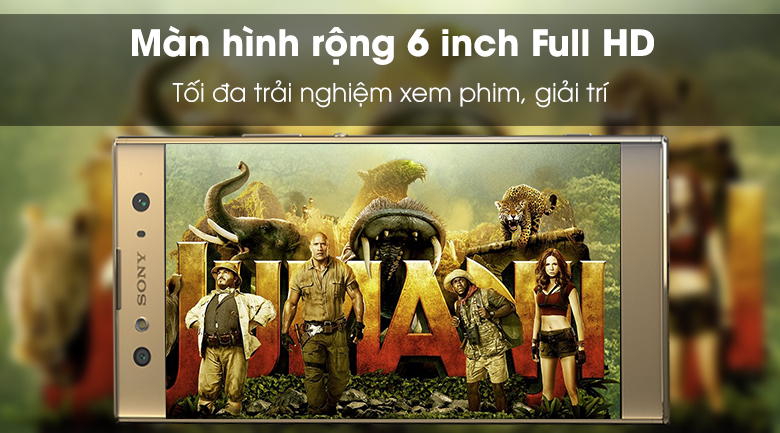 Màn hình rộng 6 inch Full HD
Tối đa trải nghiệm xem phim, giải trí
SONY
JUMANJI